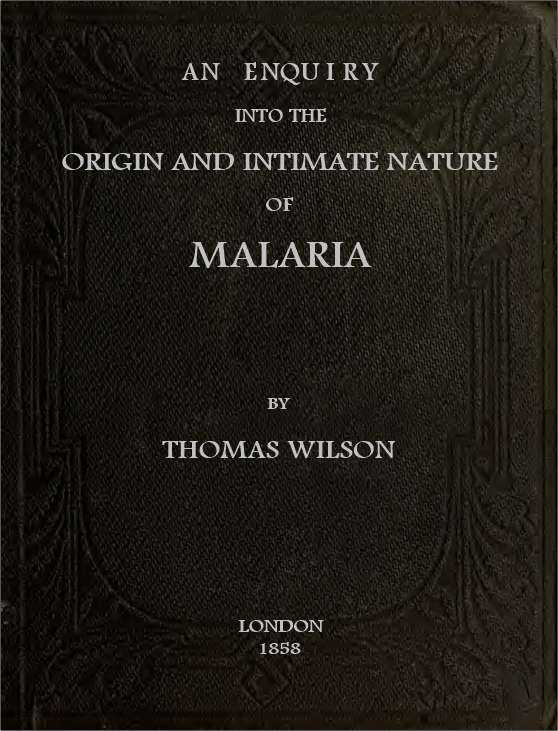 AN ENQUIRY
INTO THE
ORIGIN AND INTIMATE NATURE
OF
MALARIA
BY
THOMAS WILSON
LONDON
1858